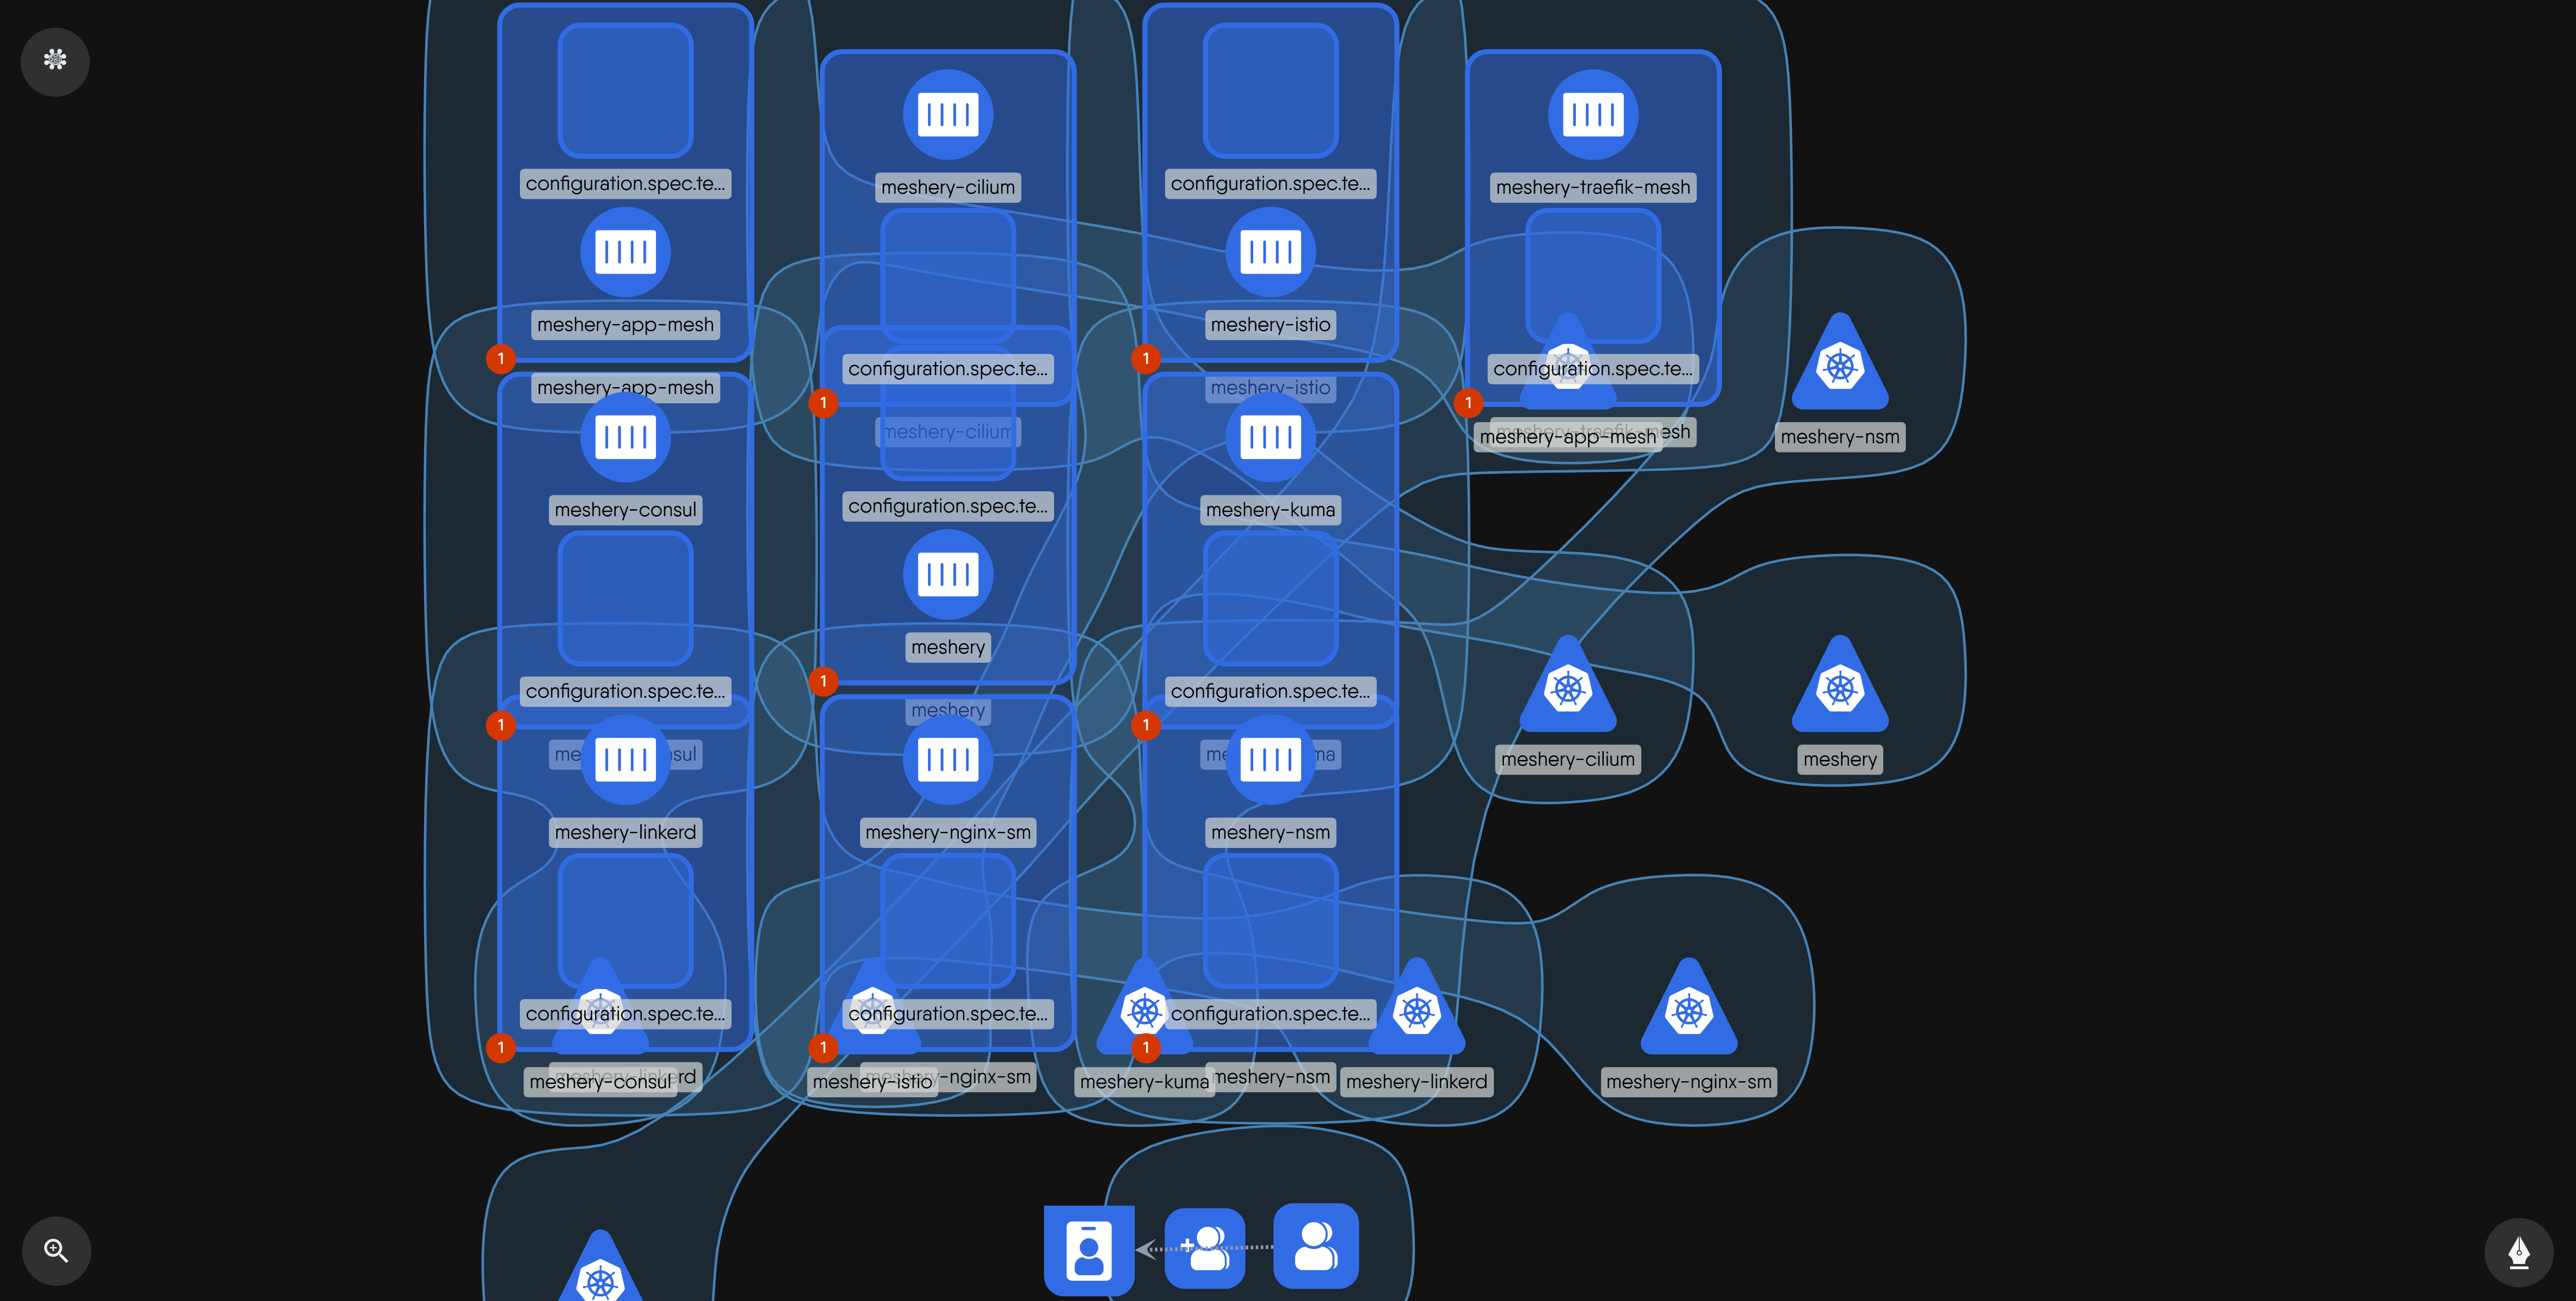 configuration.spec.te...
meshery-cilium
configuration.spec.te...
meshery-traefik-mesh
meshery-app-mesh
meshery-istio
configuration.spec.te...
configuration.spec.te...
meshery-app-mesh
meshery-istio
meshery-cilium
meshery-app-mesh
meshery-nsm
meshery-consul
configuration.spec.te...
meshery-kuma
meshery
configuration.spec.te...
configuration.spec.te...
meshery
meshery-cilium
meshery
meshery-linkerd
meshery-nginx-sm
meshery-nsm
configuration.spec.te...
configuration.spec.te...
configuration.spec.te...
meshery-consul
meshery-istio
-nginx-sm
meshery-kuma
meshery-nsm
meshery-linkerd
meshery-nginx-sm
1
1
1
1
1
1
1
1
1
1